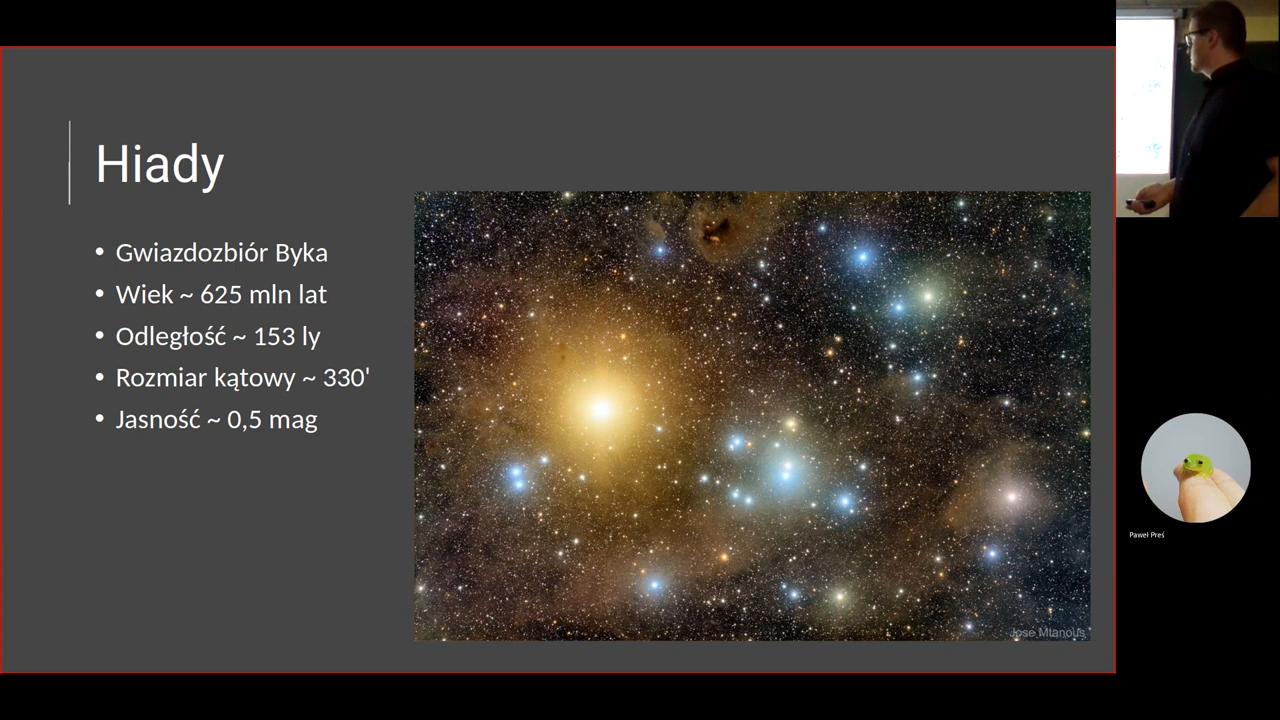 Hiady
• Gwiazdozbiór Byka
• Wiek ~ 625 mln lat
• Odległość ~ 153 ly
• Rozmiar kątowy ~ 330'
• Jasność ~ 0,5 mag
Jose Mtanous
Paweł Preś